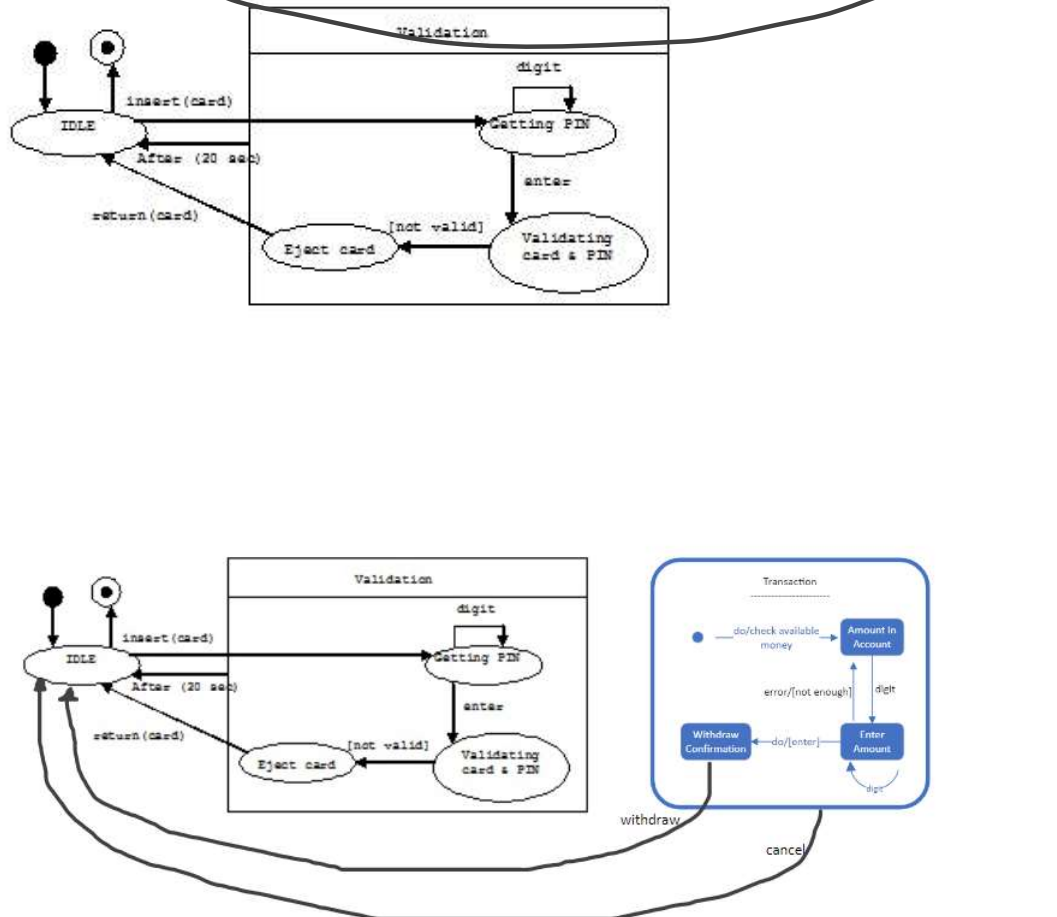 Validation
digit
insert(card)
IDLE
Getting PIN
After (20 sec)
enter
return(card)
[not valid]
Eject card
Validating
card & PIN
Validation
Transaction
digit
do/check available
money
Amount In
Account
insert(card)
IDLE
Getting PIN
After (20 sec)
error/[not enough]
digit
enter
return(card)
[not valid]
Withdraw
Confirmation
do/[enter]
Enter
Amount
Eject card
Validating
card & PIN
digit
withdraw
cancel